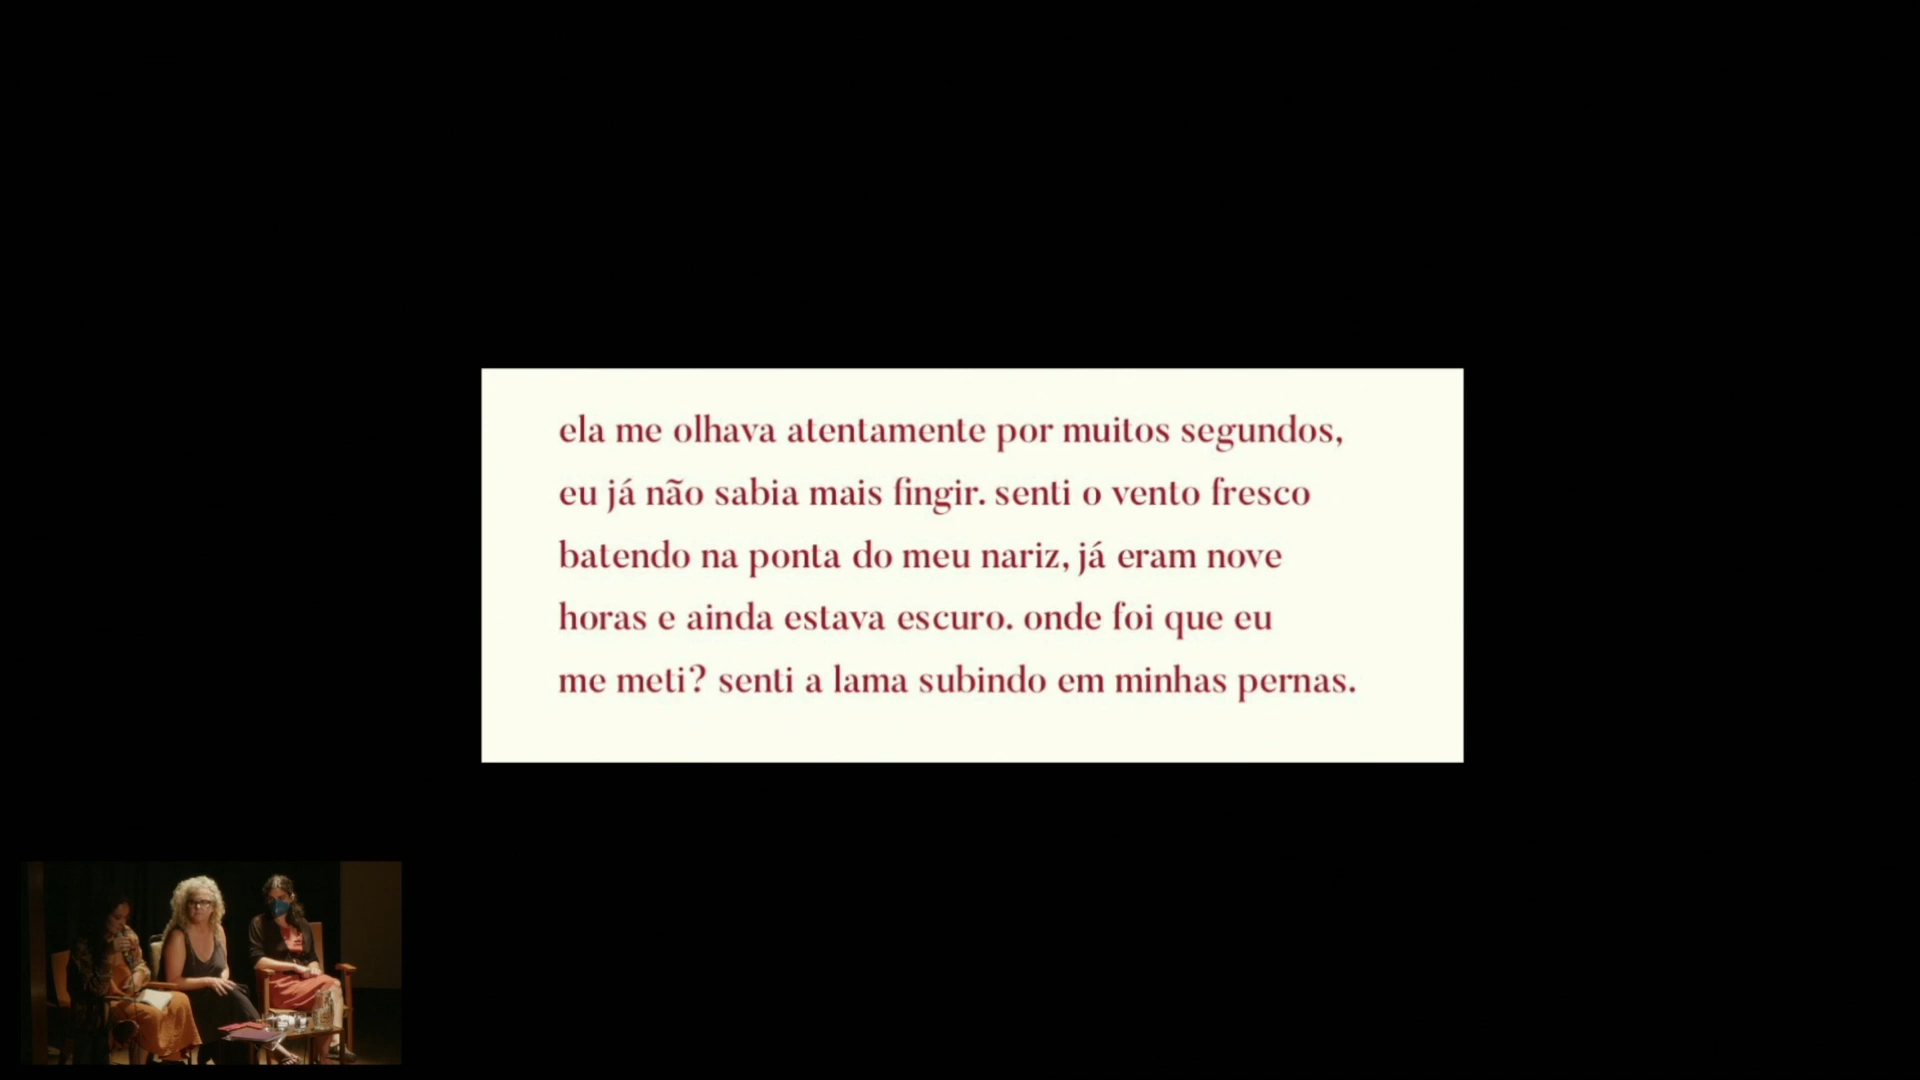 ela me olhava atentamente por muitos segundos,
eu já não sabia mais fingir. senti o vento fresco
batendo na ponta do meu nariz, já eram nove
horas e ainda estava escuro. onde foi que eu
me meti? senti a lama subindo em minhas pernas.